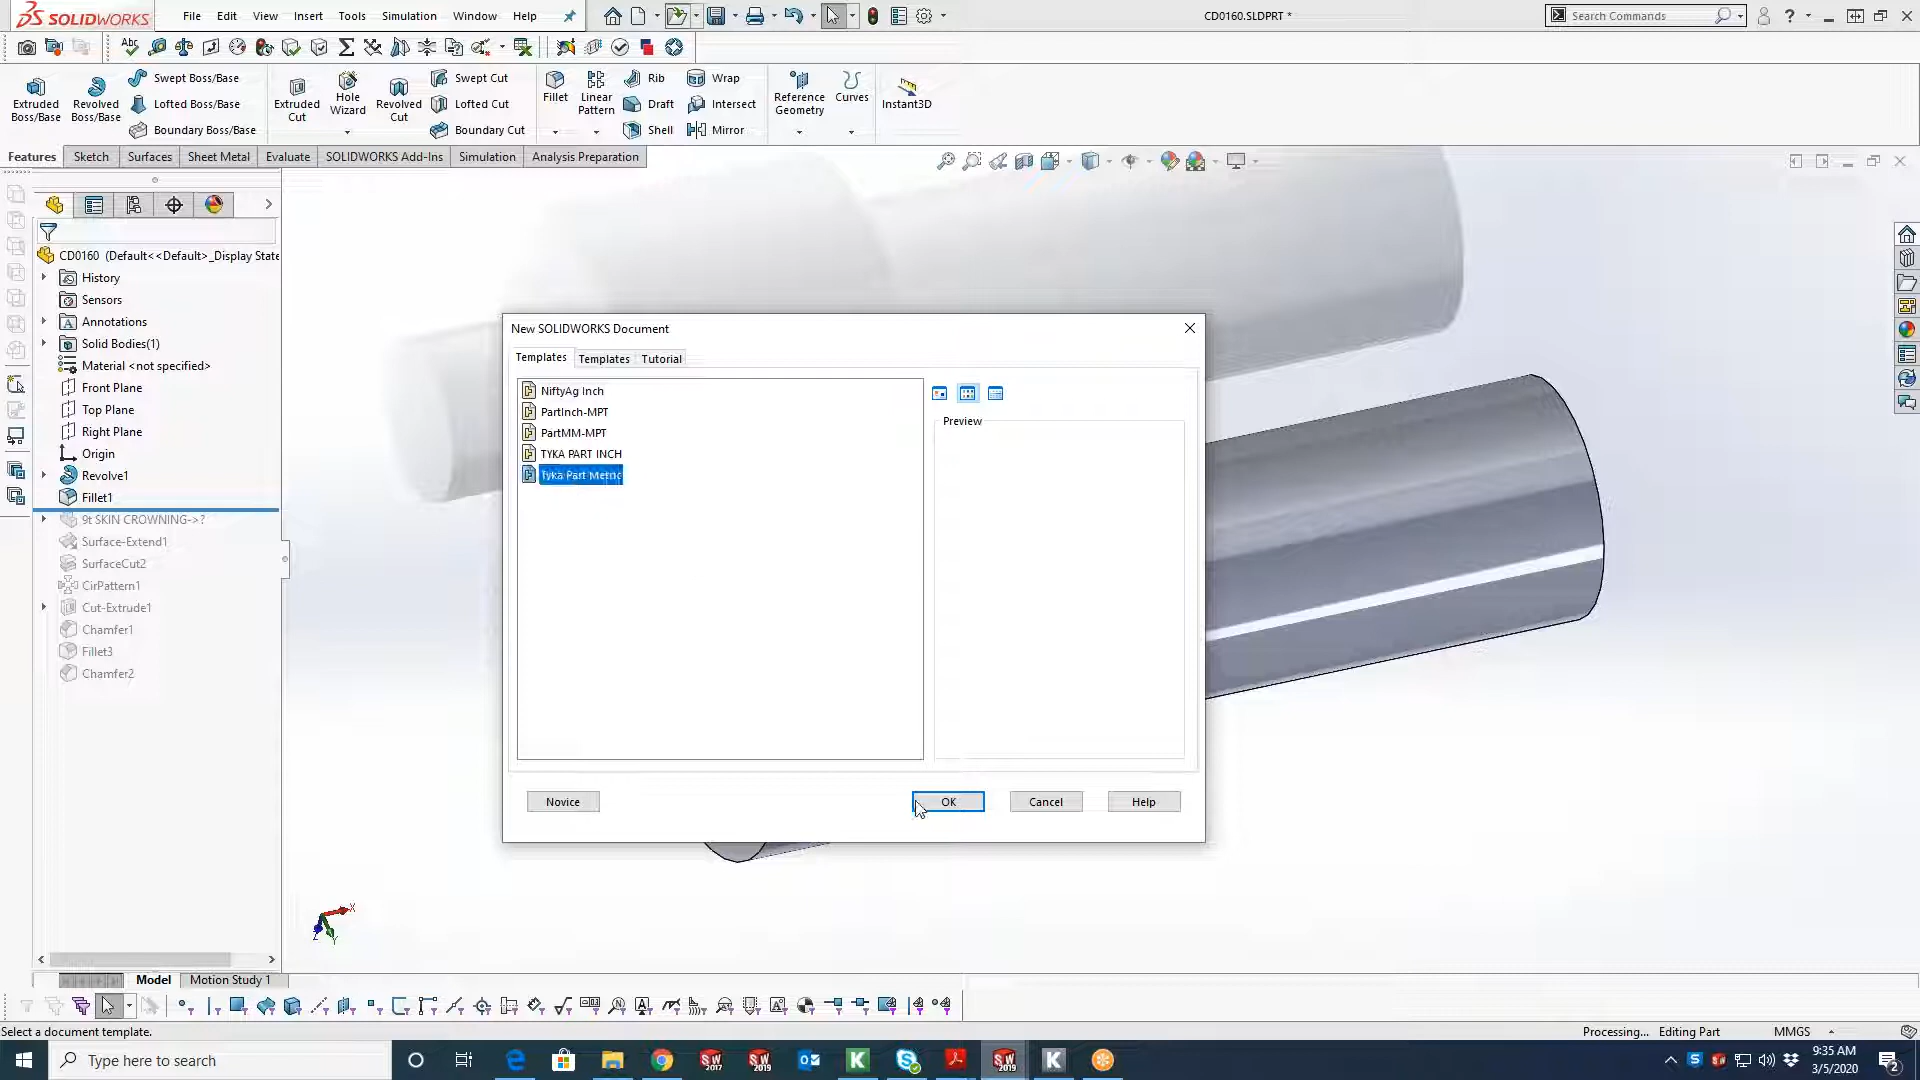 SOLIDWORKS
File Edit View Insert Tools Simulation Window Help
CD0160.SLDPRT *
Search Commands
Extruded Boss/Base
Revolved Boss/Base
Swept Boss/Base
Lofted Boss/Base
Boundary Boss/Base
Extruded Cut
Hole Wizard
Revolved Cut
Swept Cut
Lofted Cut
Boundary Cut
Fillet
Linear Pattern
Rib
Draft
Shell
Wrap
Intersect
Mirror
Reference Geometry
Curves
Instant3D
Features Sketch Surfaces Sheet Metal Evaluate SOLIDWORKS Add-Ins Simulation Analysis Preparation
CD0160 (Default<<Default>_Display State
History
Sensors
Annotations
Solid Bodies(1)
Material <not specified>
Front Plane
Top Plane
Right Plane
Origin
Revolve1
Fillet1
9t SKIN CROWNING->?
Surface-Extend1
SurfaceCut2
CirPattern1
Cut-Extrude1
Chamfer1
Fillet3
Chamfer2
New SOLIDWORKS Document
Templates Templates Tutorial
NiftyAg Inch
PartInch-MPT
PartMM-MPT
TYKA PART INCH
Tyka Part Metric
Preview
Novice OK Cancel Help
X
Y
Z
Model Motion Study 1
Select a document template.
Processing... Editing Part MMGS
Type here to search
9:35 AM
3/5/2020
2017
2019
2019
2